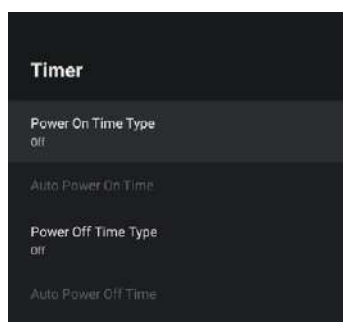 Timer
Power On Time Type
Off
Auto Power On Time
Power Off Time Type
Off
Auto Power Off Time